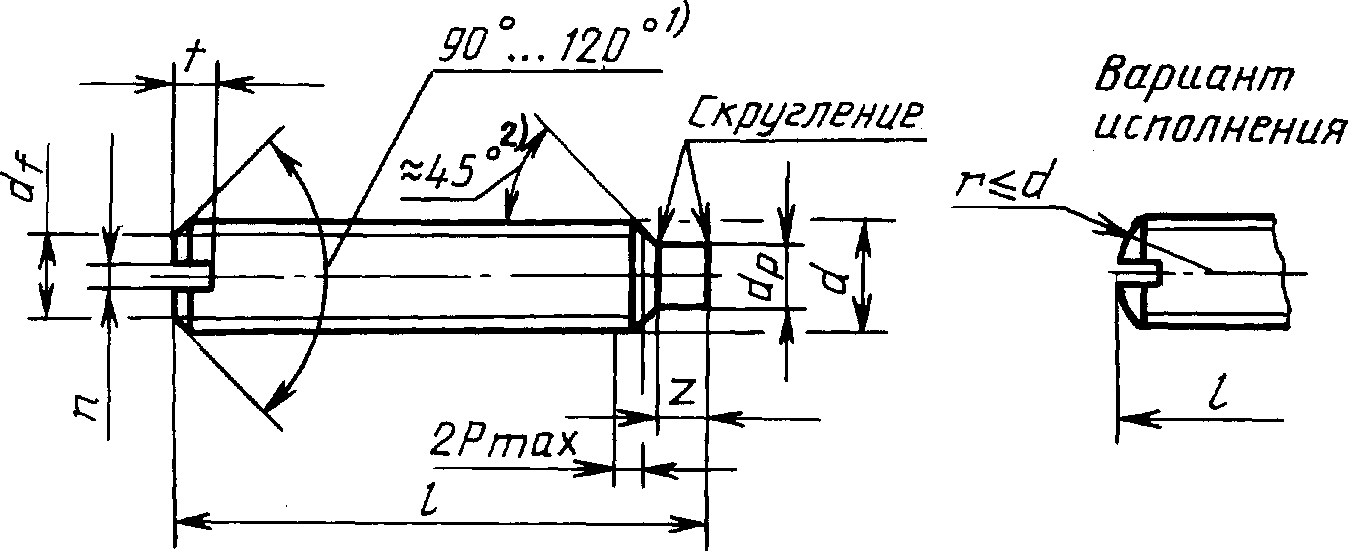 t
90°...120°¹⁾
Скругление
Вариант
исполнения
≈45°²⁾
df
r≤d
dp
d
n
z
l
2Pmax
l